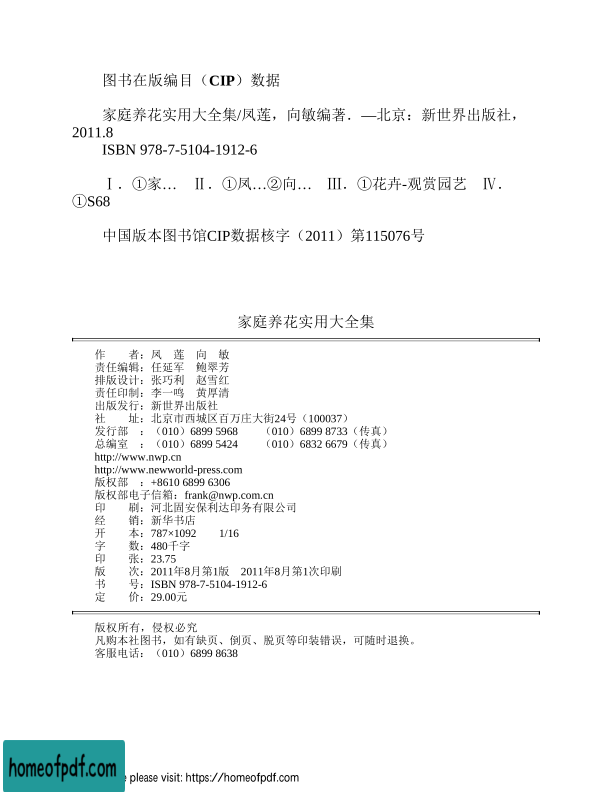 图书在版编目（CIP）数据
家庭养花实用大全集/凤莲，向敏编著．—北京：新世界出版社，
2011.8
ISBN 978-7-5104-1912-6
Ⅰ．①家… Ⅱ．①凤…②向… Ⅲ．①花卉-观赏园艺 Ⅳ．
①S68
中国版本图书馆CIP数据核字（2011）第115076号
家庭养花实用大全集
作　　者：凤　莲　向　敏
责任编辑：任延军　鲍翠芳
排版设计：张巧利　赵雪红
责任印制：李一鸣　黄厚清
出版发行：新世界出版社
社　　址：北京市西城区百万庄大街24号（100037）
发行部　：（010）6899 5968　　（010）6899 8733（传真）
总编室　：（010）6899 5424　　（010）6832 6679（传真）
http://www.nwp.cn
http://www.newworld-press.com
版权部　：+8610 6899 6306
版权部电子信箱：frank@nwp.com.cn
印　　刷：河北固安保利达印务有限公司
经　　销：新华书店
开　　本：787×1092　　1/16
字　　数：480千字
印　　张：23.75
版　　次：2011年8月第1版　2011年8月第1次印刷
书　　号：ISBN 978-7-5104-1912-6
定　　价：29.00元
版权所有，侵权必究
凡购本社图书，如有缺页、倒页、脱页等印装错误，可随时退换。
客服电话：（010）6899 8638
homeofpdf.com
please visit: https://homeofpdf.com